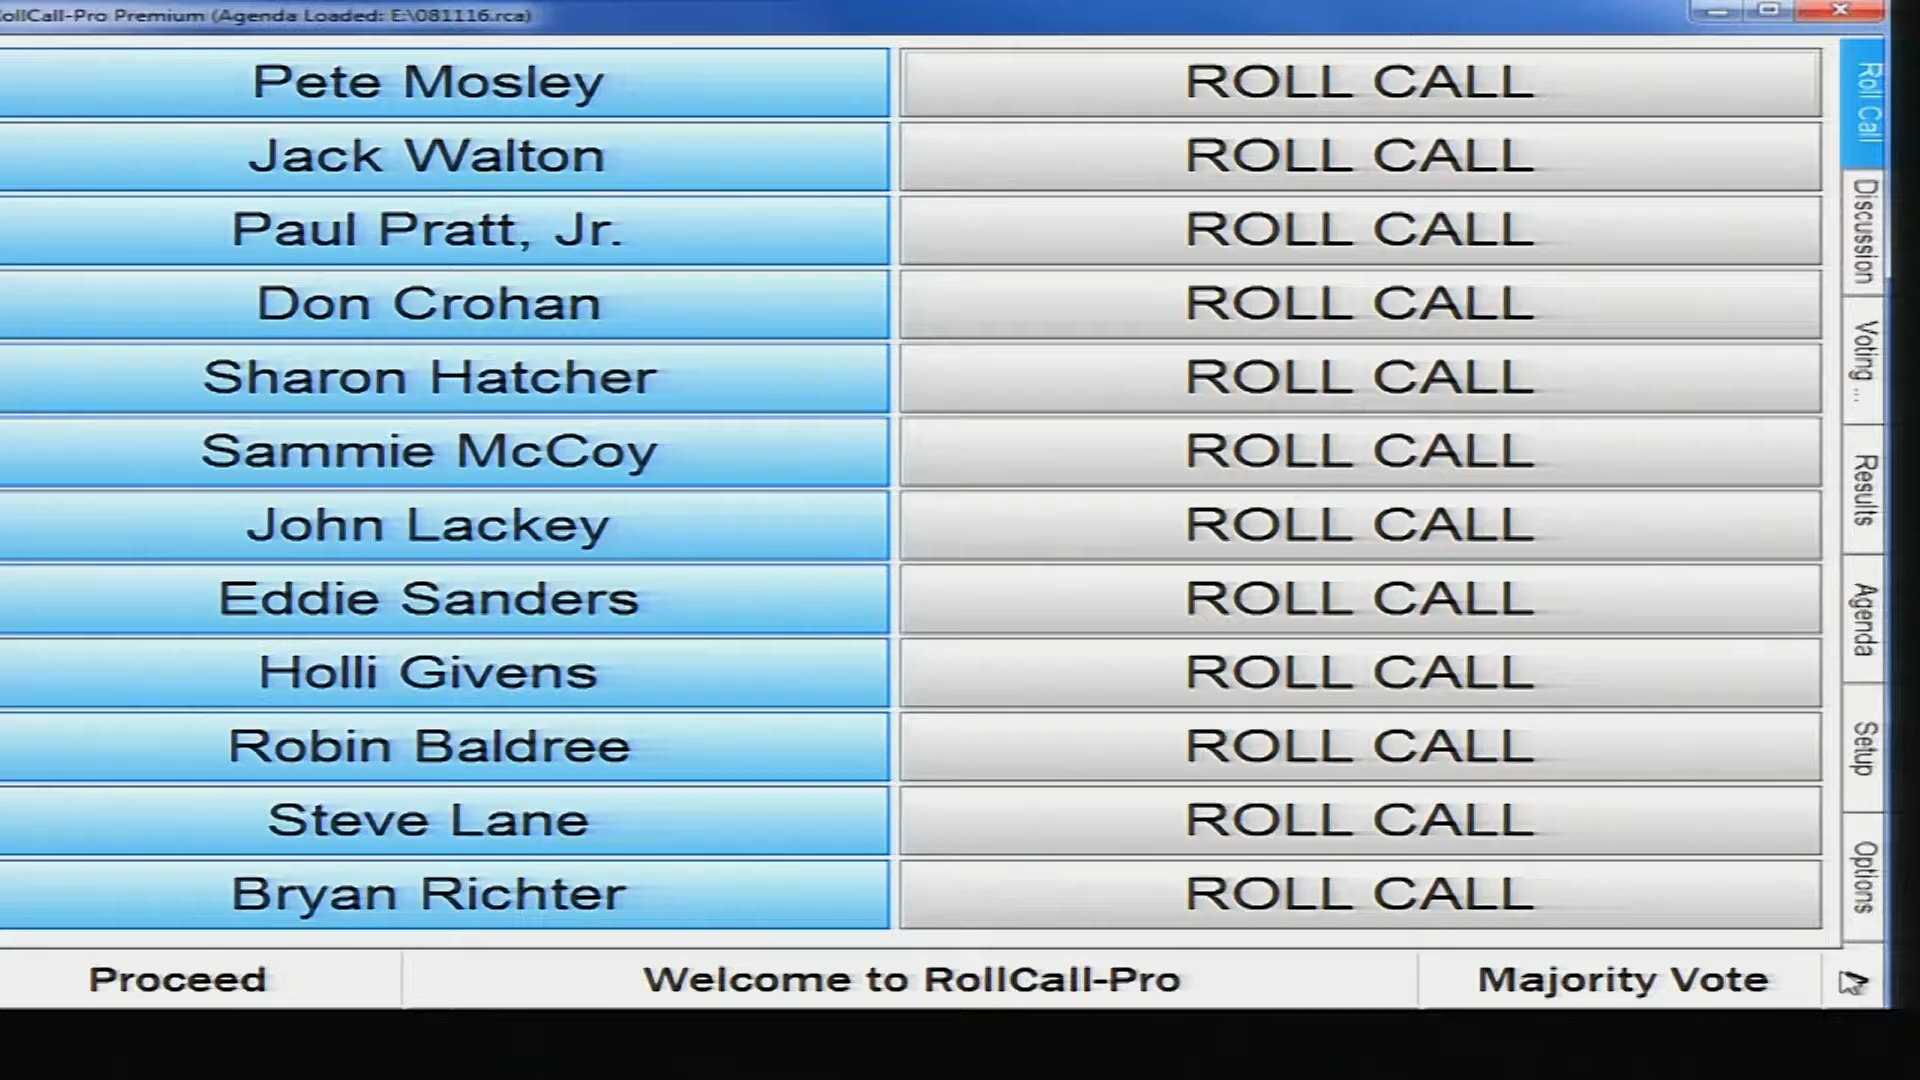 ollCall-Pro Premium (Agenda Loaded: E:\081116.rca)
Pete Mosley ROLL CALL
Jack Walton ROLL CALL
Paul Pratt, Jr. ROLL CALL
Don Crohan ROLL CALL
Sharon Hatcher ROLL CALL
Sammie McCoy ROLL CALL
John Lackey ROLL CALL
Eddie Sanders ROLL CALL
Holli Givens ROLL CALL
Robin Baldree ROLL CALL
Steve Lane ROLL CALL
Bryan Richter ROLL CALL
Roll Call
Discussion
Voting ...
Results
Agenda
Setup
Options
Proceed Welcome to RollCall-Pro Majority Vote